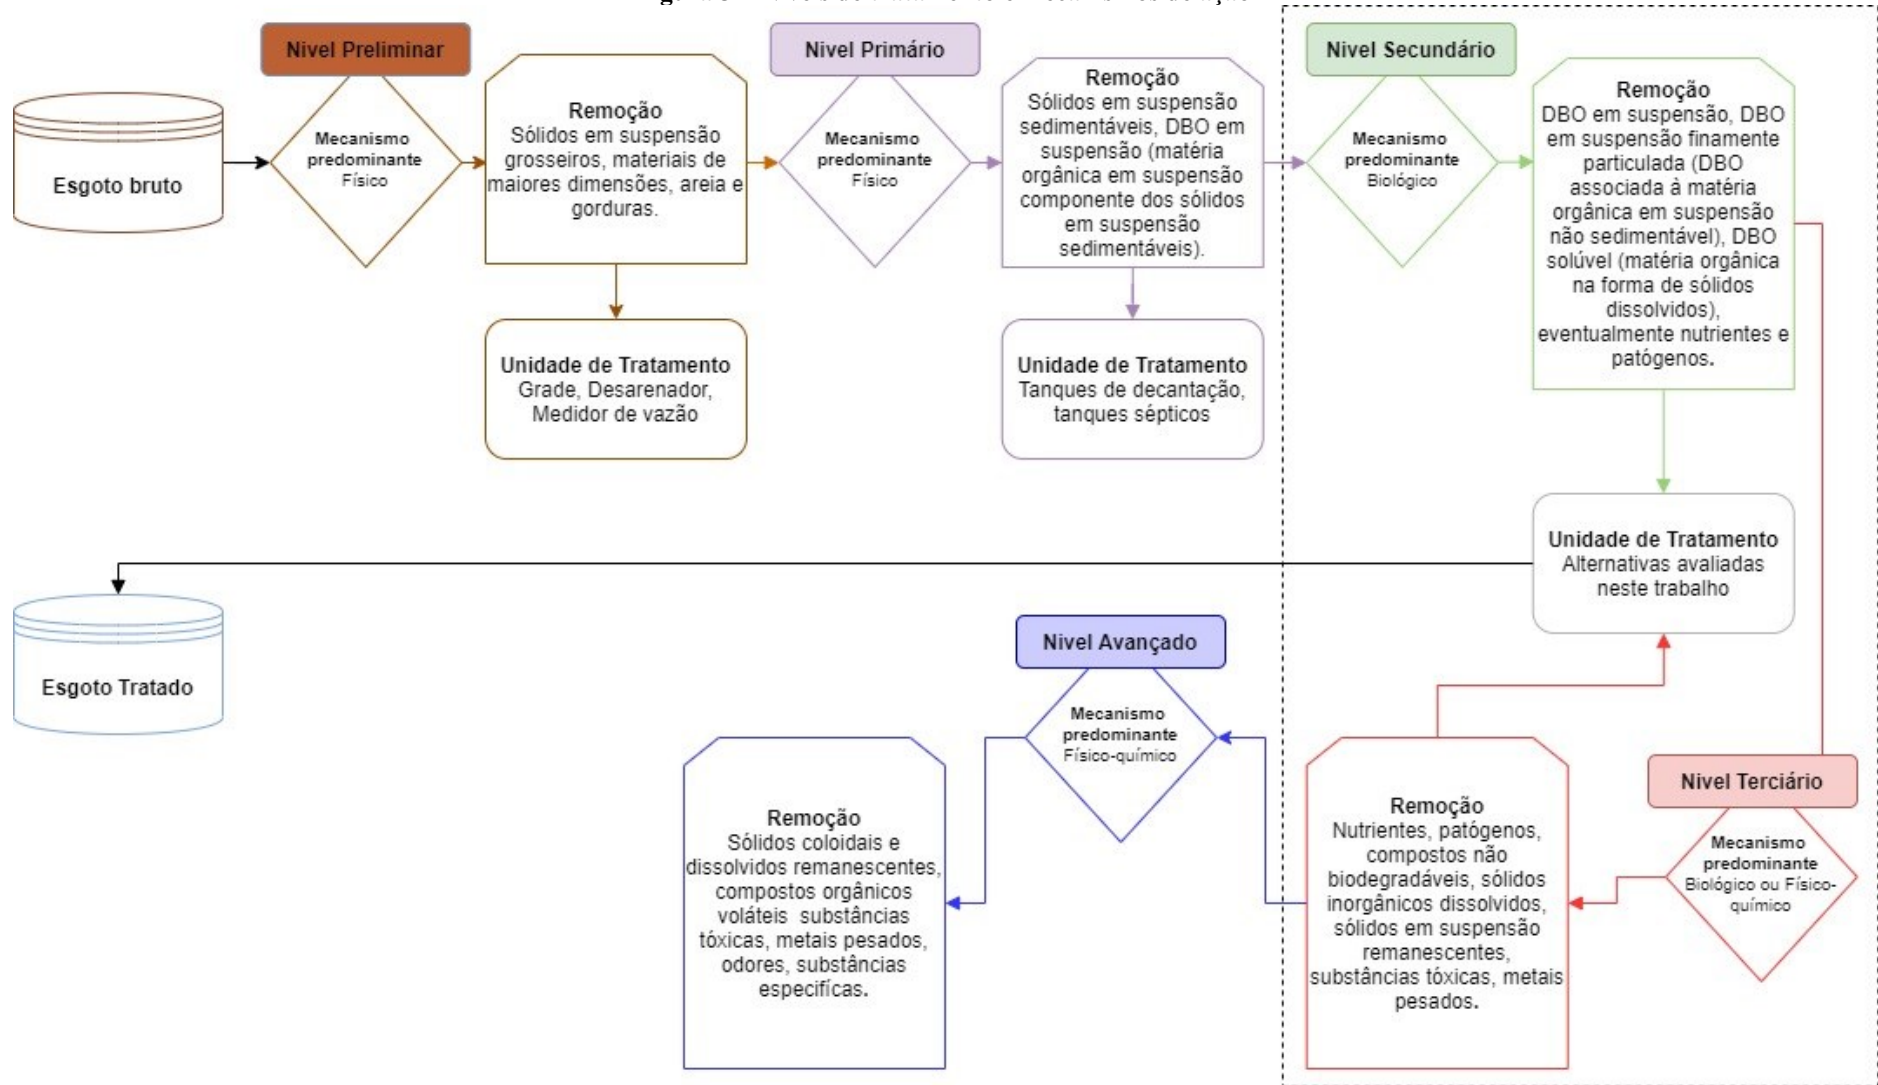 Nivel Preliminar
Esgoto bruto
Mecanismo
predominante
Físico
Remoção
Sólidos em suspensão
grosseiros, materiais de
maiores dimensões, areia e
gorduras.
Unidade de Tratamento
Grade, Desarenador,
Medidor de vazão
Nivel Primário
Mecanismo
predominante
Físico
Remoção
Sólidos em suspensão
sedimentáveis, DBO em
suspensão (matéria
orgânica em suspensão
componente dos sólidos
em suspensão
sedimentáveis).
Unidade de Tratamento
Tanques de decantação,
tanques sépticos
Nivel Secundário
Mecanismo
predominante
Biológico
Remoção
DBO em suspensão, DBO
em suspensão finamente
particulada (DBO
associada à matéria
orgânica em suspensão
não sedimentável), DBO
solúvel (matéria orgânica
na forma de sólidos
dissolvidos),
eventualmente nutrientes e
patógenos.
Unidade de Tratamento
Alternativas avaliadas
neste trabalho
Nivel Terciário
Mecanismo
predominante
Biológico ou Físico-
químico
Remoção
Nutrientes, patógenos,
compostos não
biodegradáveis, sólidos
inorgânicos dissolvidos,
sólidos em suspensão
remanescentes,
substâncias tóxicas, metais
pesados.
Nivel Avançado
Mecanismo
predominante
Físico-químico
Remoção
Sólidos coloidais e
dissolvidos remanescentes,
compostos orgânicos
voláteis substâncias
tóxicas, metais pesados,
odores, substâncias
especifícas.
Esgoto Tratado